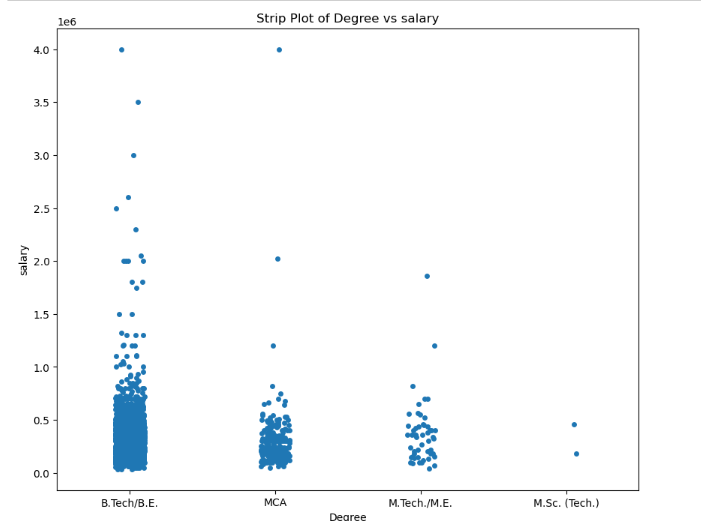 Strip Plot of Degree vs salary
1e6
4.0
3.5
3.0
2.5
2.0
1.5
1.0
0.5
0.0
salary
B.Tech/B.E.
MCA
M.Tech./M.E.
M.Sc. (Tech.)
Degree